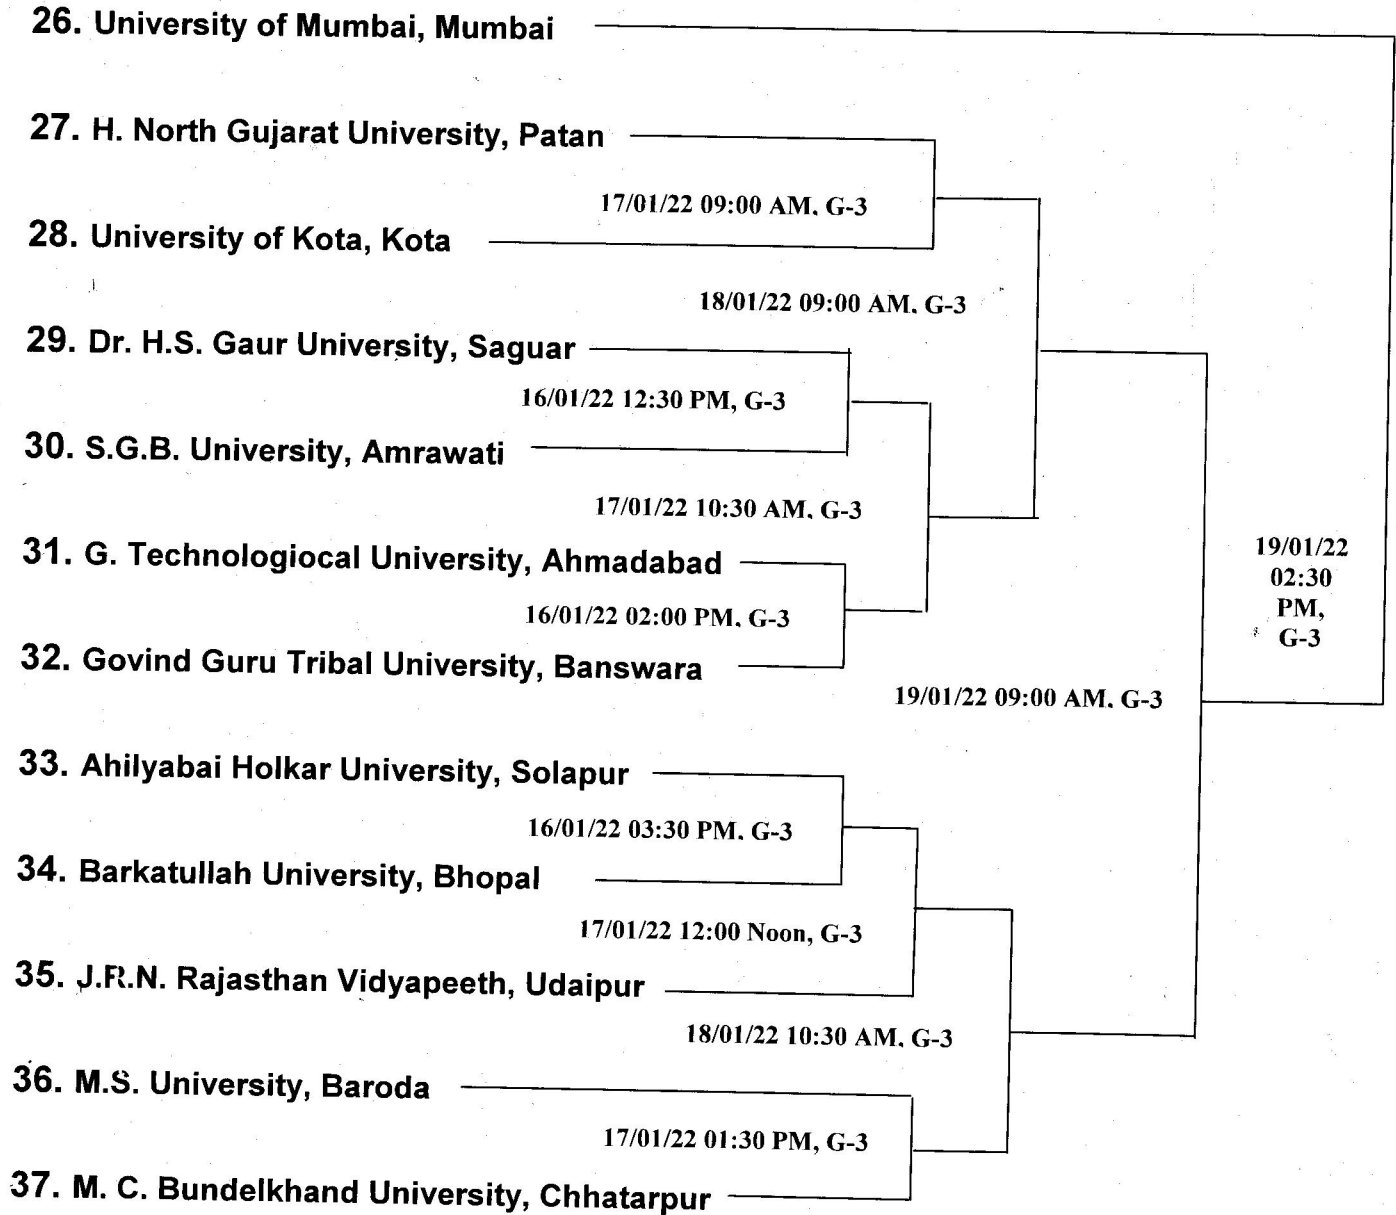 26. University of Mumbai, Mumbai
27. H. North Gujarat University, Patan
17/01/22 09:00 AM. G-3
28. University of Kota, Kota
18/01/22 09:00 AM. G-3
29. Dr. H.S. Gaur University, Saguar
16/01/22 12:30 PM, G-3
30. S.G.B. University, Amrawati
17/01/22 10:30 AM. G-3
31. G. Technologiocal University, Ahmadabad
16/01/22 02:00 PM. G-3
32. Govind Guru Tribal University, Banswara
19/01/22
02:30
PM,
G-3
19/01/22 09:00 AM. G-3
33. Ahilyabai Holkar University, Solapur
16/01/22 03:30 PM. G-3
34. Barkatullah University, Bhopal
17/01/22 12:00 Noon, G-3
35. J.R.N. Rajasthan Vidyapeeth, Udaipur
18/01/22 10:30 AM. G-3
36. M.S. University, Baroda
17/01/22 01:30 PM, G-3
37. M. C. Bundelkhand University, Chhatarpur